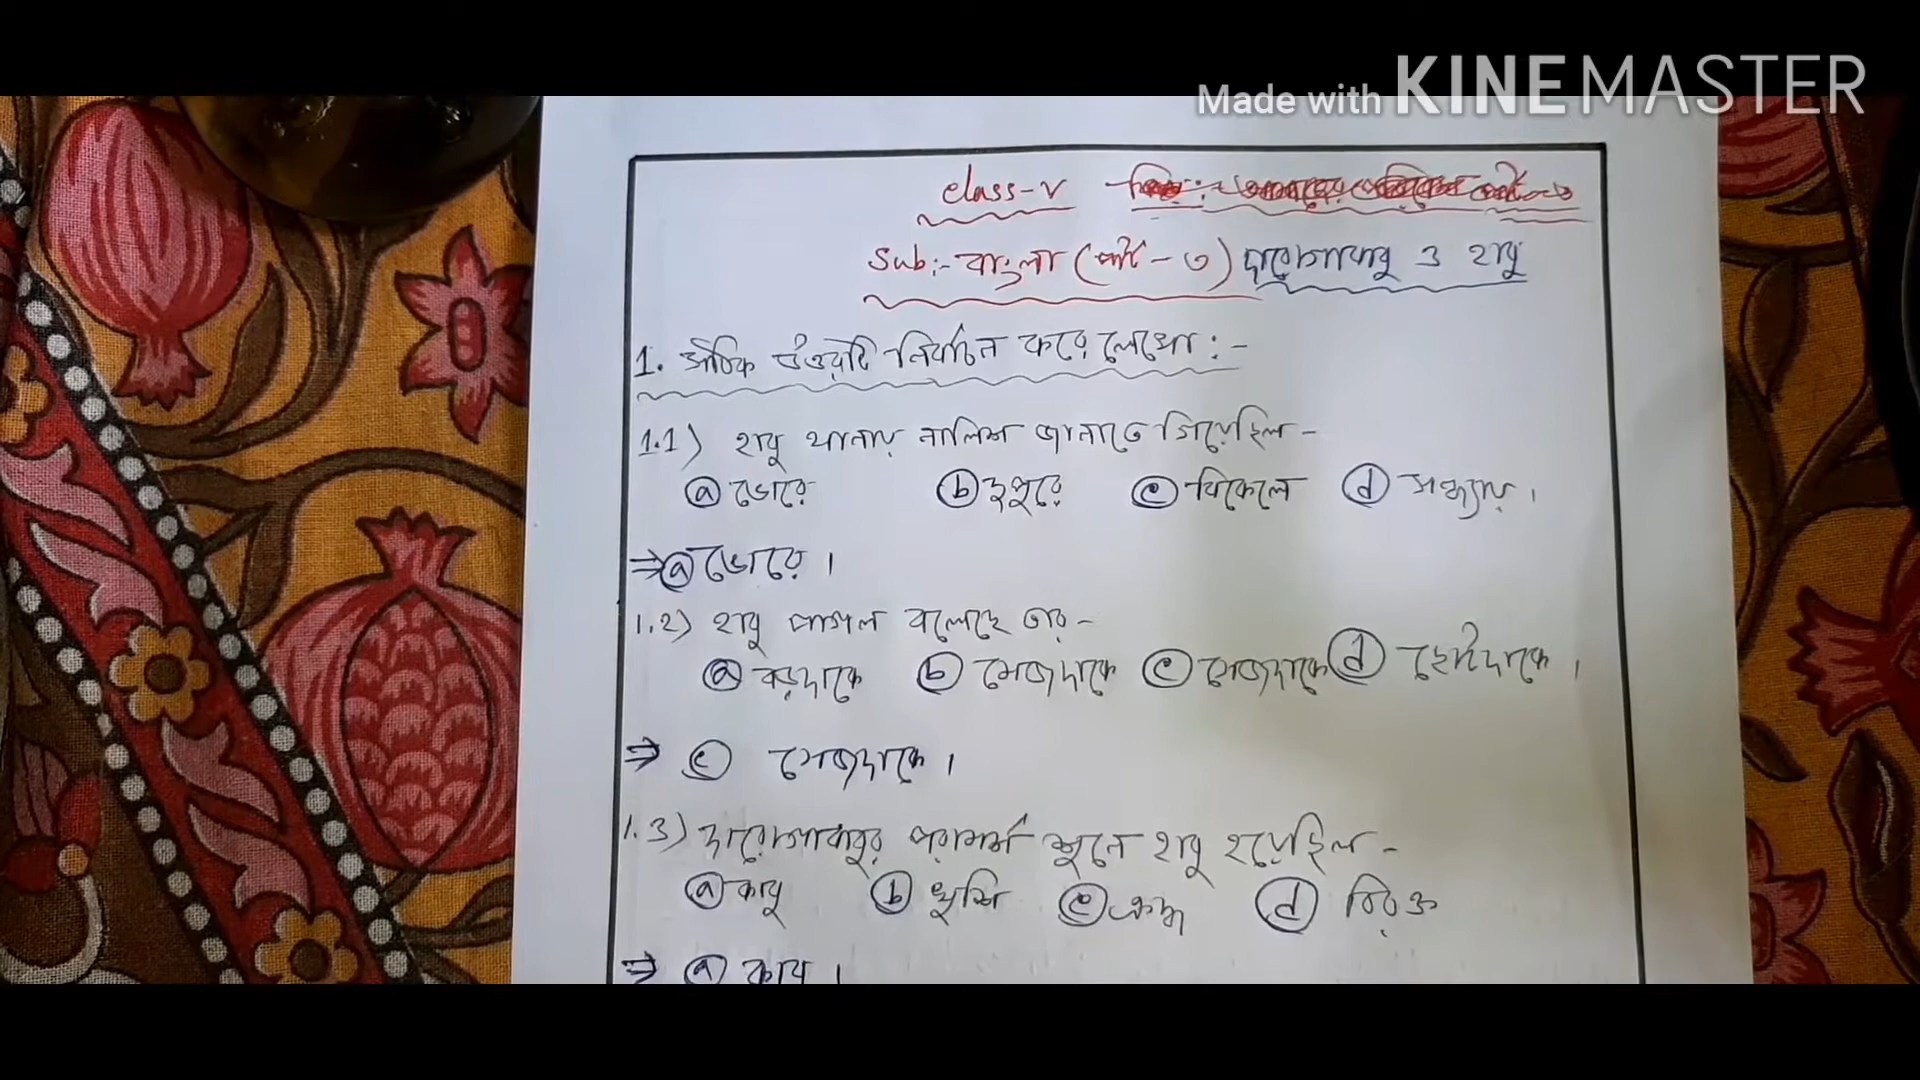 Made with KINEMASTER
Class-V
Sub:- বাংলা (পাঠ - ৩) দারোগাবাবু ও হাবু
1. সঠিক উত্তরটি নির্বাচন করে লেখো :-
1.1) হাবু থানায় নালিশ জানাতে গিয়েছিল -
ⓐ ভোরে ⓑ দুপুরে ⓒ বিকেলে ⓓ সন্ধ্যায়।
⇒ ⓐ ভোরে।
1.2) হাবু পাগল বলেছে তার -
ⓐ বড়দাকে ⓑ মেজদাকে ⓒ সেজদাকে ⓓ ছোটদাকে।
⇒ ⓒ সেজদাকে।
1.3) দারোগাবাবুর পরামর্শ শুনে হাবু হয়েছিল -
ⓐ কাবু ⓑ খুশি ⓒ ক্রুদ্ধ ⓓ বিরক্ত
⇒ ⓐ কাবু।